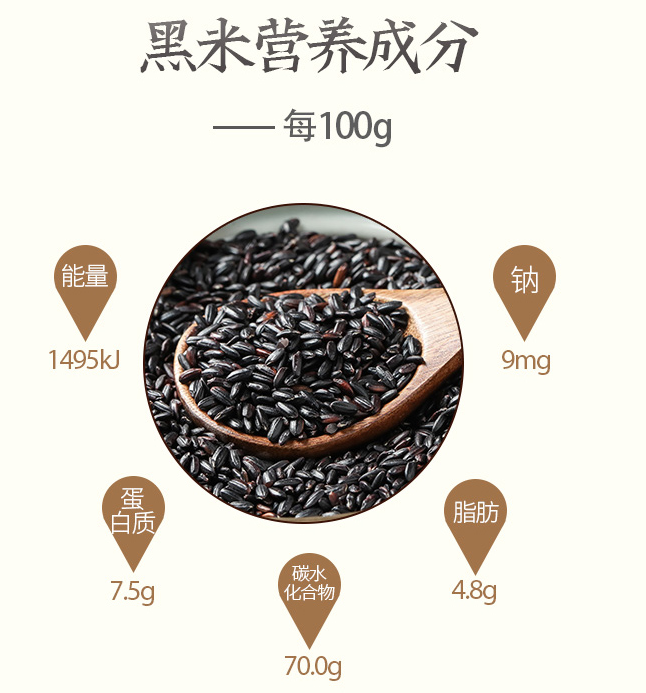 黑米营养成分
—— 每100g
能量
1495kJ
钠
9mg
蛋
白质
7.5g
脂肪
4.8g
碳水
化合物
70.0g